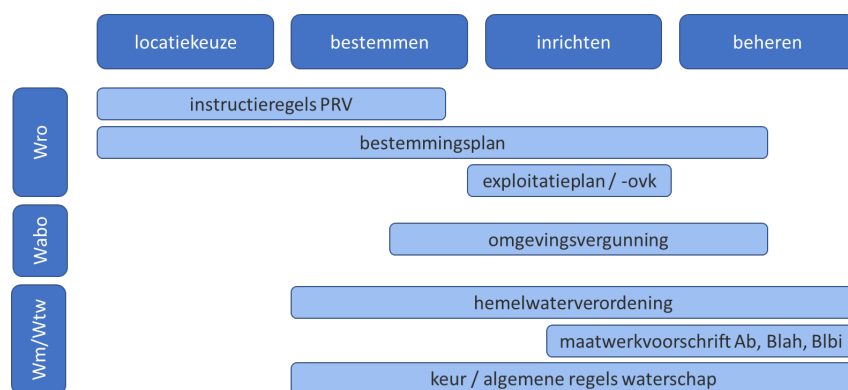 locatiekeuze bestemmen inrichten beheren
Wro
instructieregels PRV
bestemmingsplan
exploitatieplan / -ovk
Wabo
omgevingsvergunning
Wm/Wtw
hemelwaterverordening
maatwerkvoorschrift Ab, Blah, Blbi
keur / algemene regels waterschap